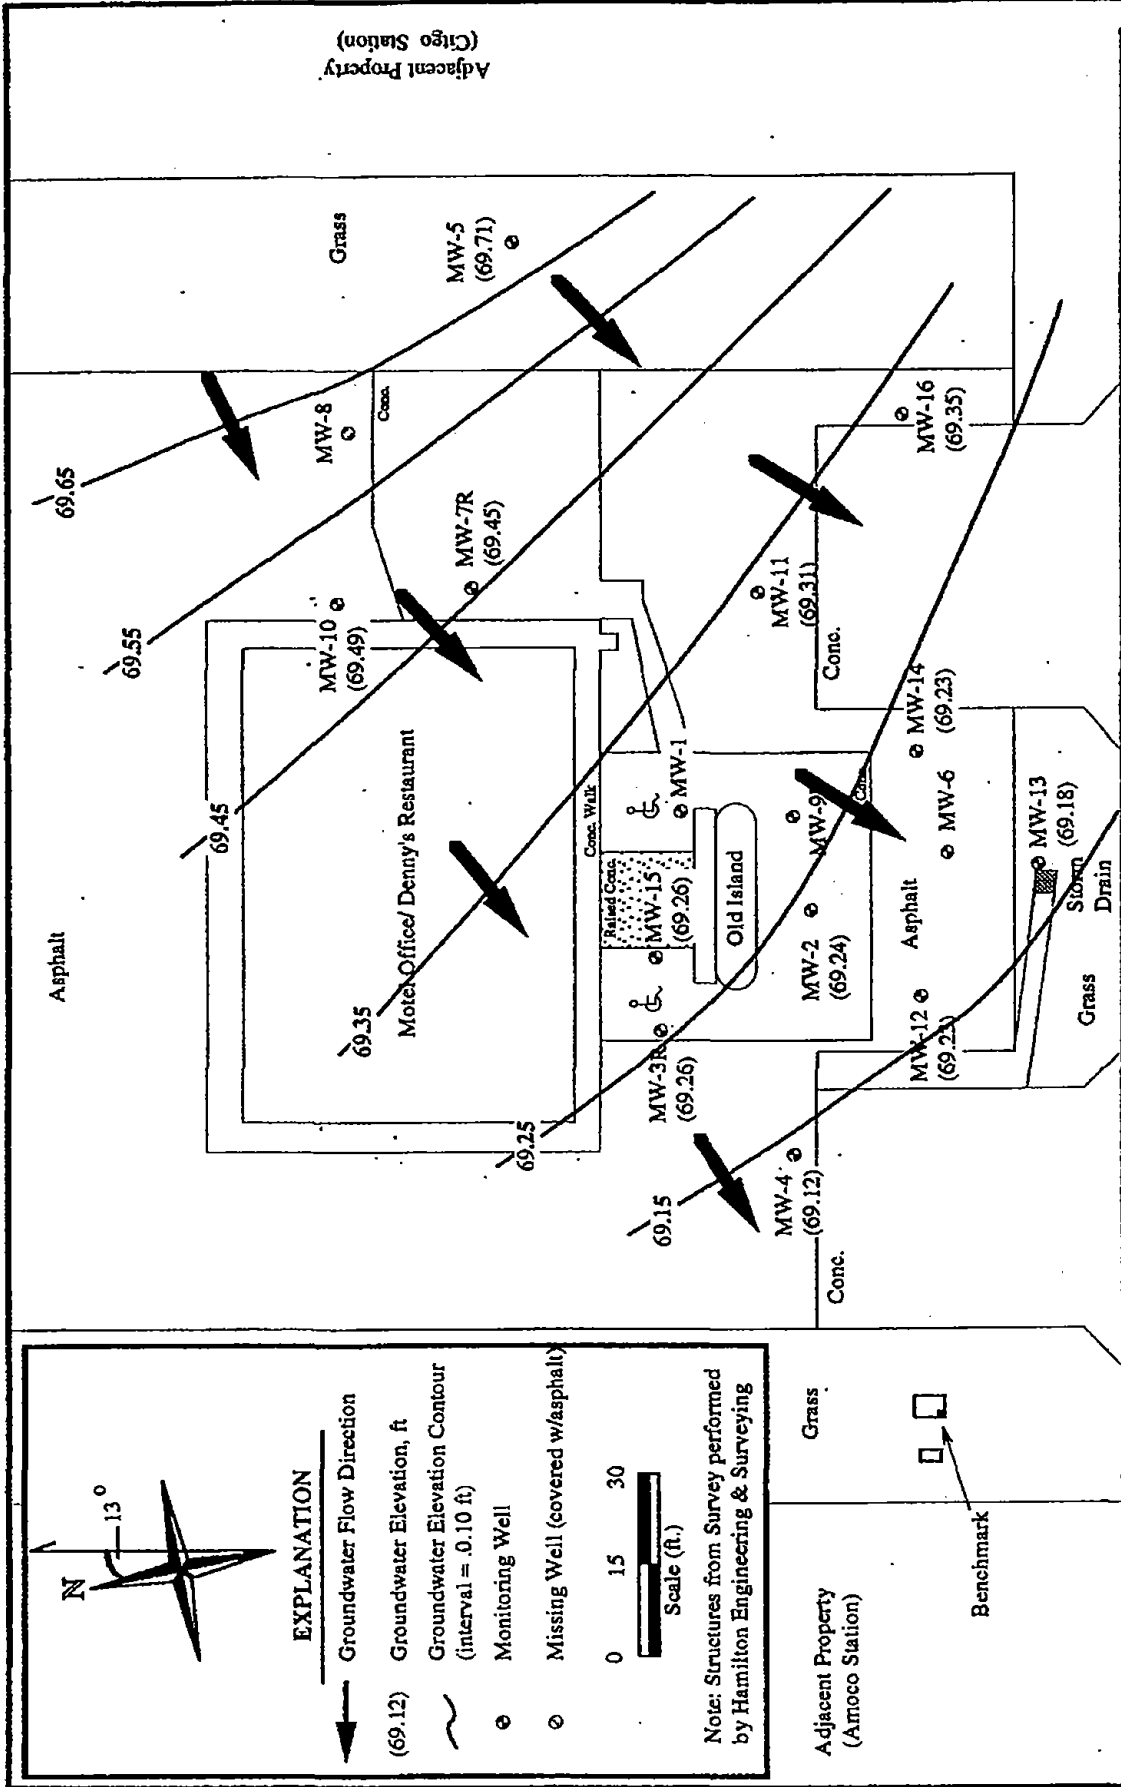 N
13°
EXPLANATION
Groundwater Flow Direction
(69.12) Groundwater Elevation, ft
Groundwater Elevation Contour
(interval = .0.10 ft)
Monitoring Well
Missing Well (covered w/asphalt)
0 15 30
Scale (ft.)
Note: Structures from Survey performed
by Hamilton Engineering & Surveying
Adjacent Property
(Amoco Station)
Benchmark
Grass
Conc.
Asphalt
Motel Office/ Denny's Restaurant
69.65
69.55
69.45
69.35
69.25
69.15
Grass
MW-5
(69.71)
MW-8
Conc.
MW-7R
(69.45)
MW-10
(69.49)
Conc. Walk
Raised Conc.
MW-1
MW-15
(69.26)
MW-3R
(69.26)
Old Island
MW-9
MW-2
(69.24)
Conc.
MW-4
(69.12)
MW-11
(69.31)
Conc.
MW-16
(69.35)
MW-14
(69.23)
MW-6
Asphalt
MW-12
(69.23)
MW-13
(69.18)
Storm
Drain
Grass
Adjacent Property
(Citgo Station)